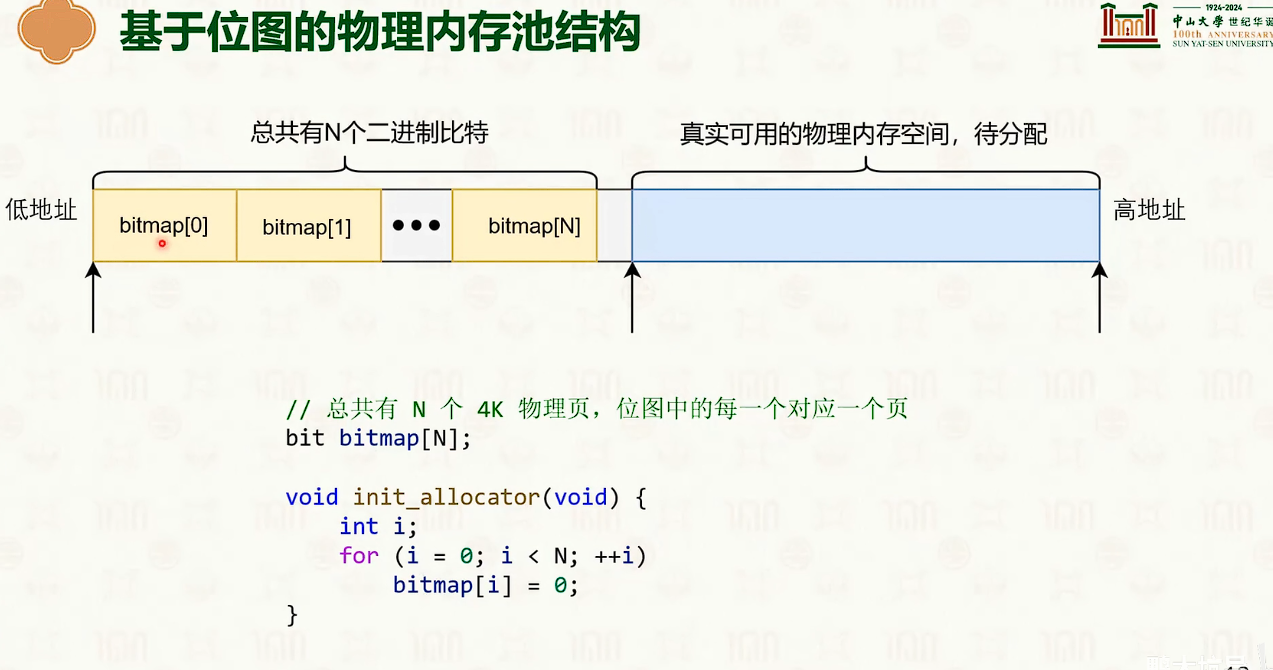 基于位图的物理内存池结构
1924-2024
中山大学 世纪华诞
100th ANNIVERSARY
SUN YAT-SEN UNIVERSITY
总共有N个二进制比特
真实可用的物理内存空间，待分配
低地址
bitmap[0]
bitmap[1]
●●●
bitmap[N]
高地址
// 总共有 N 个 4K 物理页，位图中的每一个对应一个页
bit bitmap[N];
void init_allocator(void) {
int i;
for (i = 0; i < N; ++i)
bitmap[i] = 0;
}